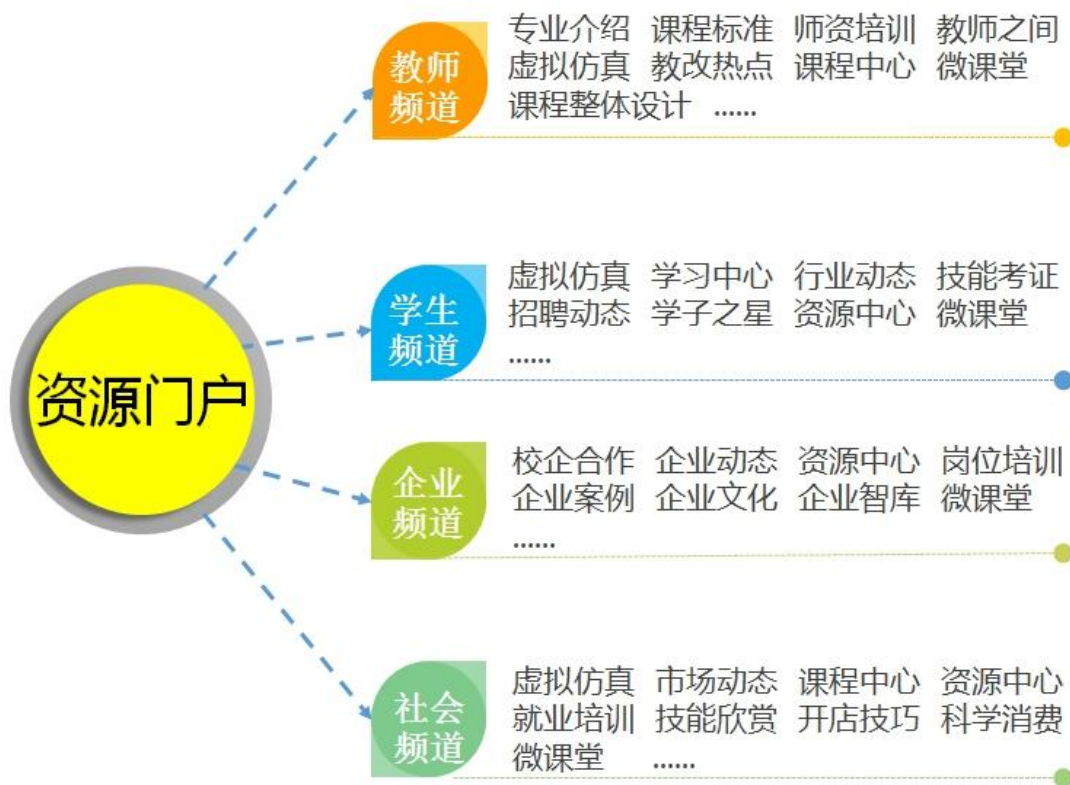 资源门户
教师
频道
专业介绍 课程标准 师资培训 教师之间
虚拟仿真 教改热点 课程中心 微课堂
课程整体设计 ......
学生
频道
虚拟仿真 学习中心 行业动态 技能考证
招聘动态 学子之星 资源中心 微课堂
......
企业
频道
校企合作 企业动态 资源中心 岗位培训
企业案例 企业文化 企业智库 微课堂
......
社会
频道
虚拟仿真 市场动态 课程中心 资源中心
就业培训 技能欣赏 开店技巧 科学消费
微课堂 ......